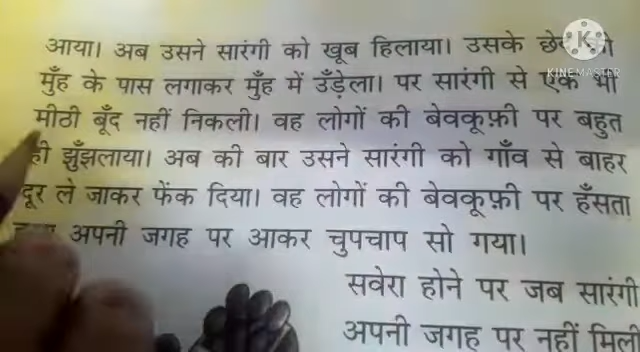 आया। अब उसने सारंगी को खूब हिलाया। उसके
मुँह के पास लगाकर मुँह में उँड़ेला। पर सारंगी से एक भी
मीठी बूँद नहीं निकली। वह लोगों की बेवकूफ़ी पर बहुत
ही झुँझलाया। अब की बार उसने सारंगी को गाँव से बाहर
दूर ले जाकर फेंक दिया। वह लोगों की बेवकूफ़ी पर हँसता
अपनी जगह पर आकर चुपचाप सो गया।
सवेरा होने पर जब सारंगी
अपनी जगह पर नहीं मिली
K
KINEMASTER